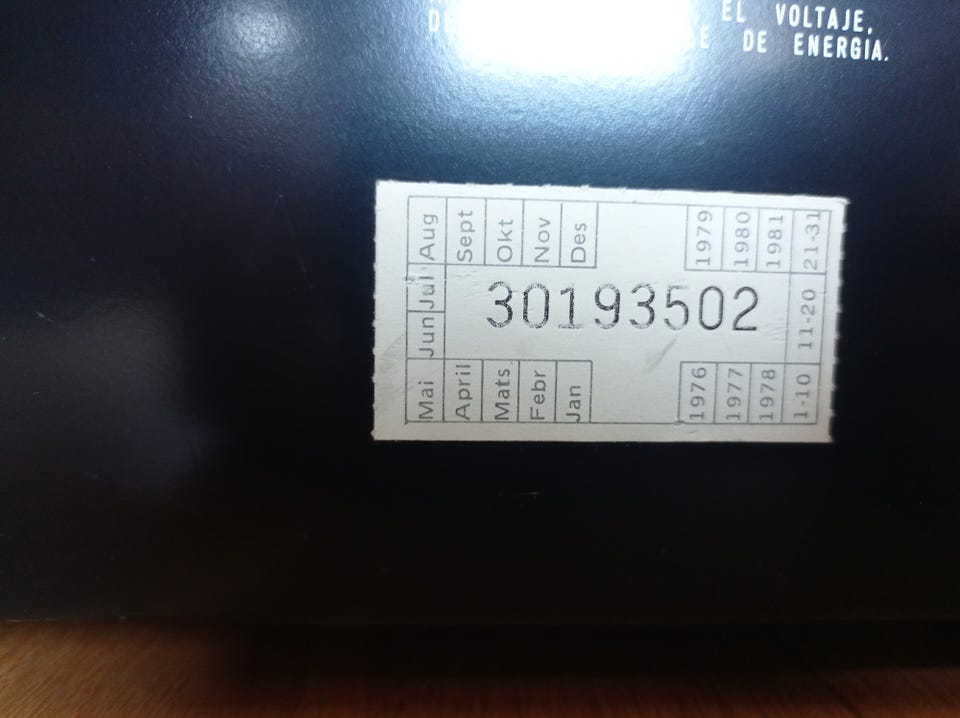 EL VOLTAJE,
DE ENERGIA.
Aug
Sept
Okt
Nov
Des
1979
1980
1981
21-31
Jul
Jun
30193502
11-20
Mai
April
Mats
Febr
Jan
1976
1977
1978
1-10